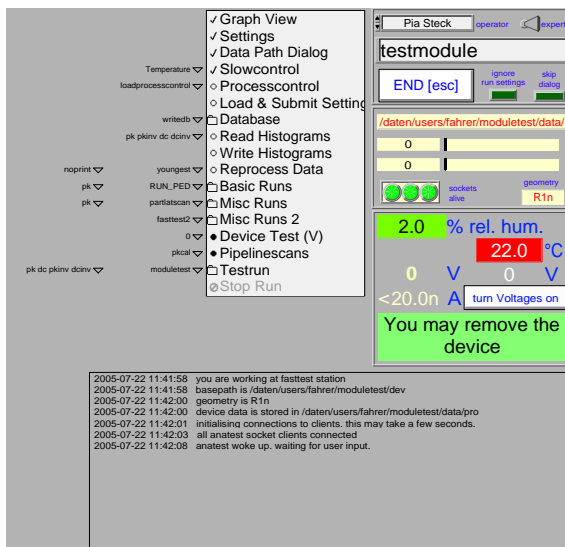 ✓ Graph View
✓ Settings
✓ Data Path Dialog
Temperature ✓ Slowcontrol
loadprocesscontrol Processcontrol
Load & Submit Setting
writedb Database
pk pkinv dc dcinv Read Histograms
Write Histograms
noprint youngest Reprocess Data
pk RUN_PED Basic Runs
pk partlatscan Misc Runs
fasttest2 Misc Runs 2
0 Device Test (V)
pkcal Pipelinescans
pk dc pkinv dcinv moduletest Testrun
Stop Run
Pia Steck operator expert
testmodule
END [esc] ignore run settings skip dialog
/daten/users/fahrer/moduletest/data/
0
0
sockets alive geometry R1n
2.0 % rel. hum.
22.0 °C
0 V 0 V
<20.0n A turn Voltages on
You may remove the
device
2005-07-22 11:41:58 you are working at fasttest station
2005-07-22 11:41:58 basepath is /daten/users/fahrer/moduletest/dev
2005-07-22 11:42:00 geometry is R1n
2005-07-22 11:42:00 device data is stored in /daten/users/fahrer/moduletest/data/pro
2005-07-22 11:42:01 initialising connections to clients. this may take a few seconds.
2005-07-22 11:42:03 all anatest socket clients connected
2005-07-22 11:42:08 anatest woke up. waiting for user input.